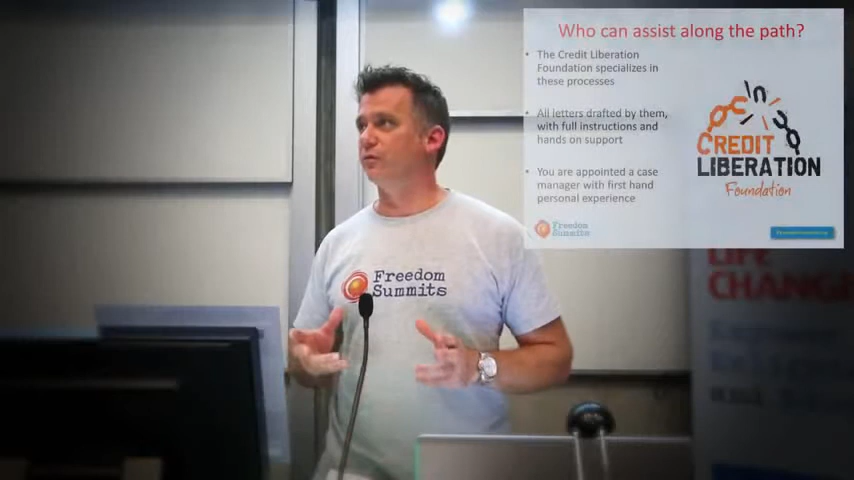 Who can assist along the path?
• The Credit Liberation
Foundation specializes in
these processes
• All letters drafted by them,
with full instructions and
hands on support
• You are appointed a case
manager with first hand
personal experience
CREDIT
LIBERATION
Foundation
Freedom
Summits
Freedom
Summits
LIFE
CHANG